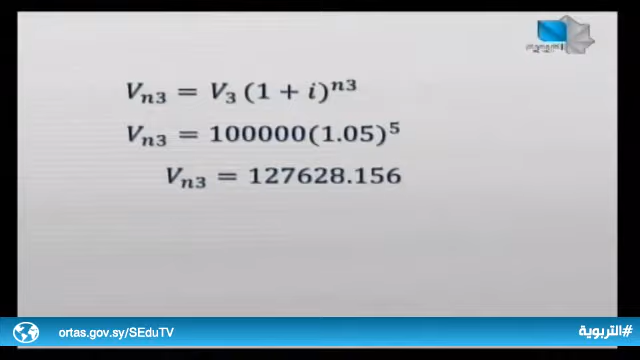 V_{n3} = V_3 (1 + i)^{n3}
V_{n3} = 100000(1.05)^5
V_{n3} = 127628.156
ortas.gov.sy/SEduTV
#التربوية